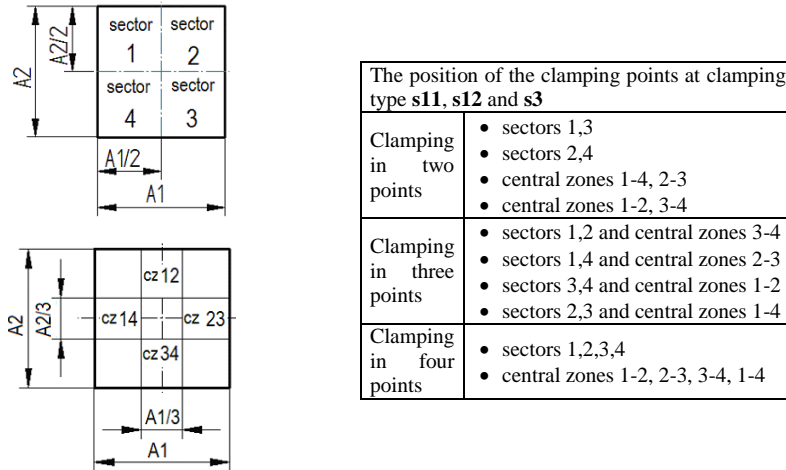 sector
sector
1
2
sector
sector
4
3
A2/2
A2
A1/2
A1
cz 12
cz 14
cz 23
cz 34
A2/3
A2
A1/3
A1
The position of the clamping points at clamping
type s11, s12 and s3
Clamping
in two
points
• sectors 1,3
• sectors 2,4
• central zones 1-4, 2-3
• central zones 1-2, 3-4
Clamping
in three
points
• sectors 1,2 and central zones 3-4
• sectors 1,4 and central zones 2-3
• sectors 3,4 and central zones 1-2
• sectors 2,3 and central zones 1-4
Clamping
in four
points
• sectors 1,2,3,4
• central zones 1-2, 2-3, 3-4, 1-4